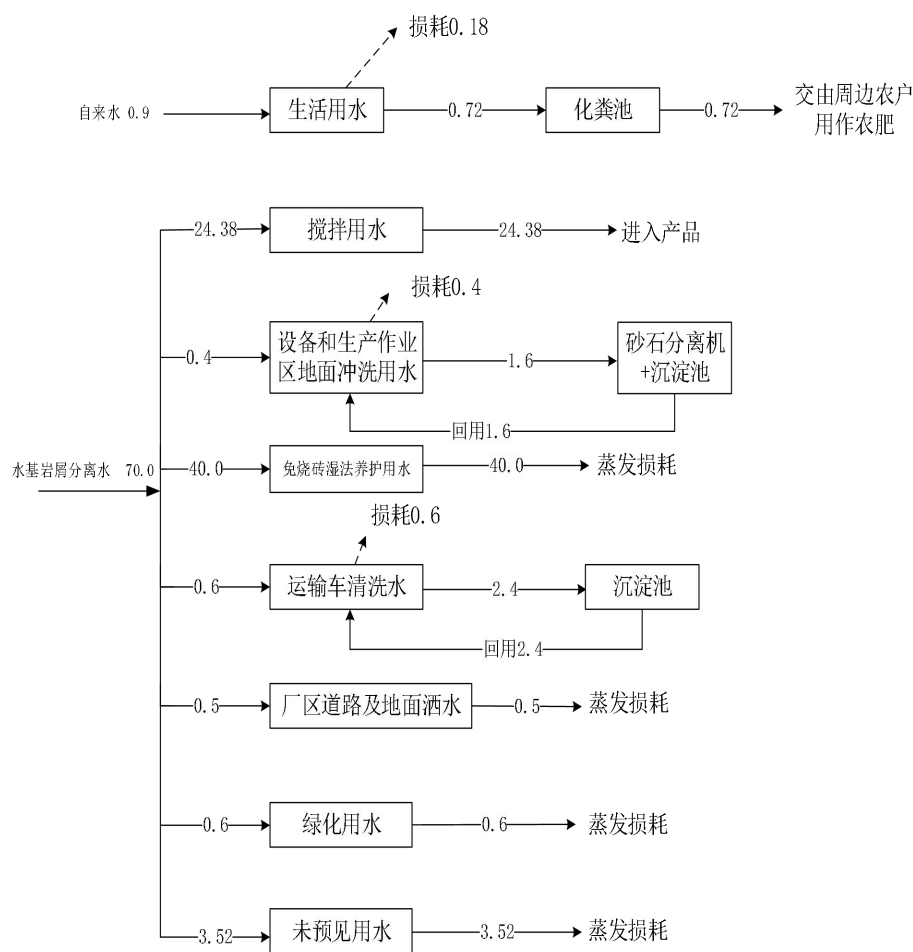 损耗0.18
自来水 0.9
生活用水
0.72
化粪池
0.72
交由周边农户
用作农肥
24.38
搅拌用水
24.38
进入产品
损耗0.4
0.4
设备和生产作业
区地面冲洗用水
1.6
砂石分离机
+沉淀池
回用1.6
水基岩屑分离水 70.0
40.0
免烧砖湿法养护用水
40.0
蒸发损耗
损耗0.6
0.6
运输车清洗水
2.4
沉淀池
回用2.4
0.5
厂区道路及地面洒水
0.5
蒸发损耗
0.6
绿化用水
0.6
蒸发损耗
3.52
未预见用水
3.52
蒸发损耗